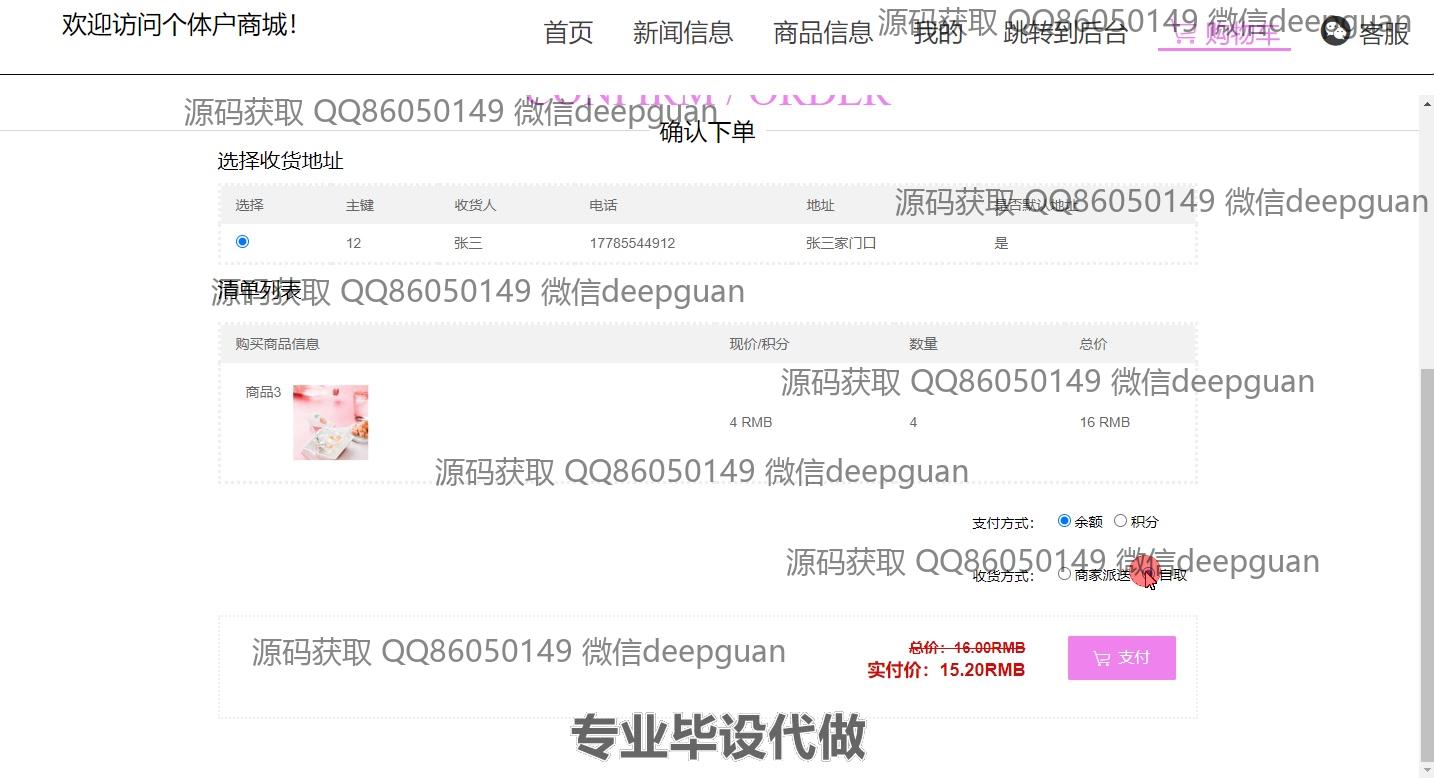 欢迎访问个体户商城！
首页 新闻信息 商品信息 我的 跳转到后台 购物车 客服
源码获取 QQ86050149 微信deepguan
CONFIRM / ORDER
源码获取 QQ86050149 微信deepguan
确认下单
选择收货地址
源码获取 QQ86050149 微信deepguan
选择 主键 收货人 电话 地址 是否默认地址
12 张三 17785544912 张三家门口 是
清单列表
源码获取 QQ86050149 微信deepguan
购买商品信息 现价/积分 数量 总价
源码获取 QQ86050149 微信deepguan
商品3 4 RMB 4 16 RMB
源码获取 QQ86050149 微信deepguan
支付方式： 余额 积分
源码获取 QQ86050149 微信deepguan
收货方式： 商家派送 自取
源码获取 QQ86050149 微信deepguan
总价：16.00RMB
实付价：15.20RMB
支付
专业毕设代做